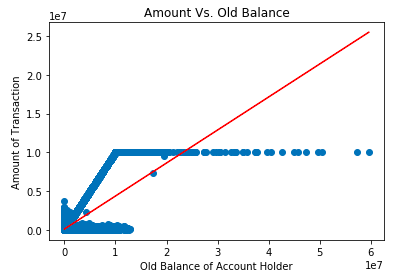 Amount Vs. Old Balance
1e7
2.5
2.0
1.5
1.0
0.5
0.0
Amount of Transaction
0 1 2 3 4 5 6
1e7
Old Balance of Account Holder